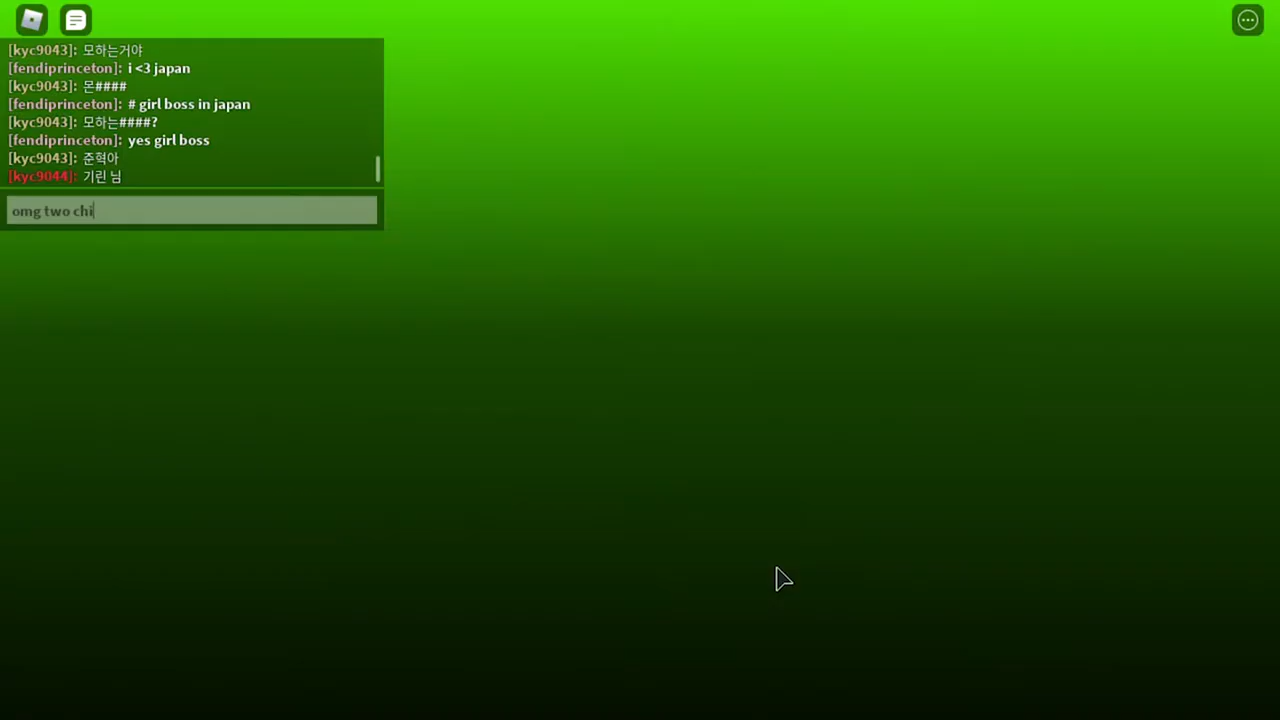 [kyc9043]: 모하는거야
[fendiprinceton]: i <3 japan
[kyc9043]: 몬####
[fendiprinceton]: # girl boss in japan
[kyc9043]: 모하는####?
[fendiprinceton]: yes girl boss
[kyc9043]: 준혁아
[kyc9044]: 기린 님
omg two chi